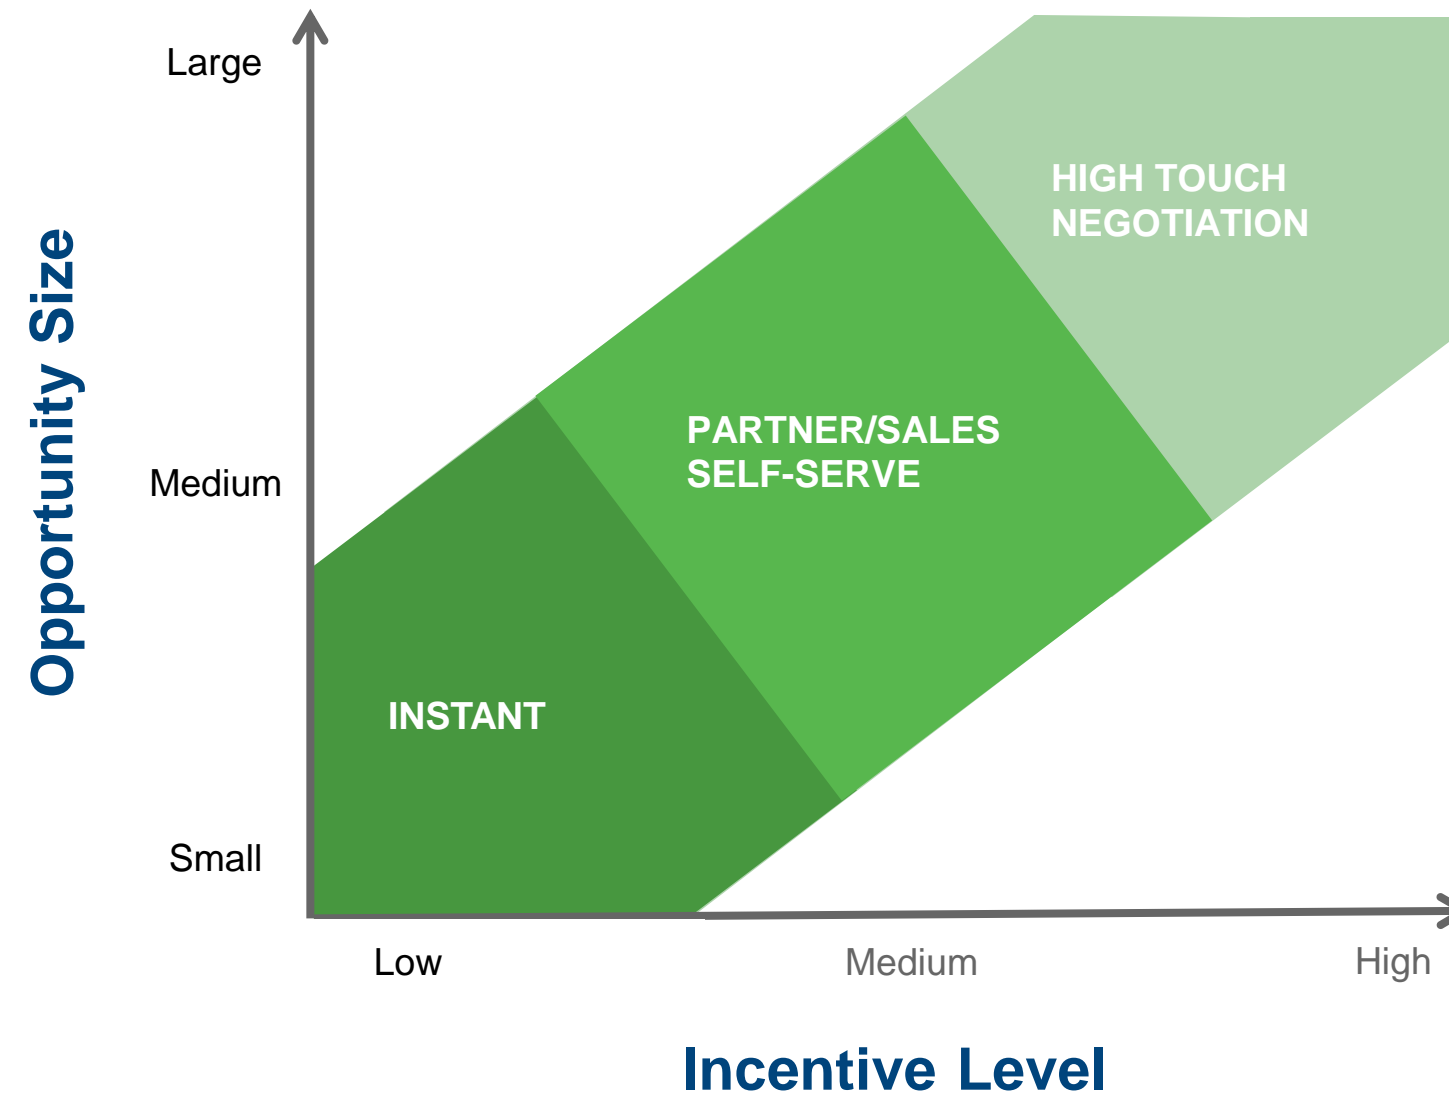 Large
HIGH TOUCH
NEGOTIATION
Opportunity Size
PARTNER/SALES
SELF-SERVE
Medium
INSTANT
Small
Low
Medium
High
Incentive Level